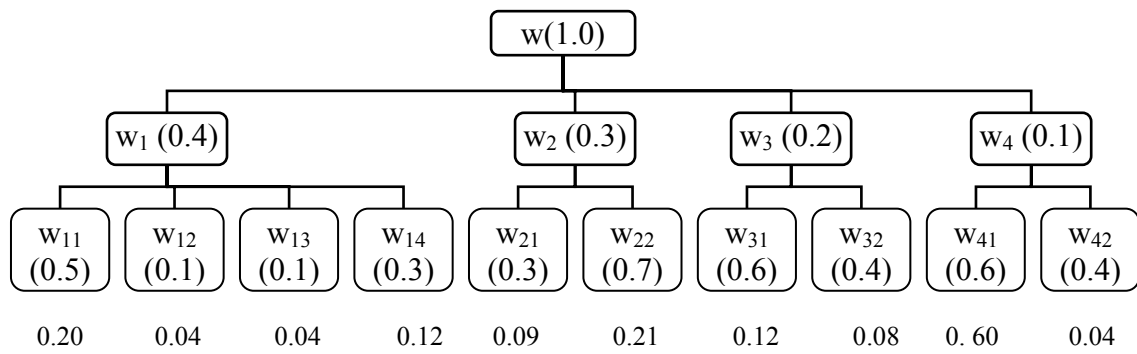 w(1.0)
w₁ (0.4) w₂ (0.3) w₃ (0.2) w₄ (0.1)
w₁₁ w₁₂ w₁₃ w₁₄ w₂₁ w₂₂ w₃₁ w₃₂ w₄₁ w₄₂
(0.5) (0.1) (0.1) (0.3) (0.3) (0.7) (0.6) (0.4) (0.6) (0.4)
0.20 0.04 0.04 0.12 0.09 0.21 0.12 0.08 0. 60 0.04